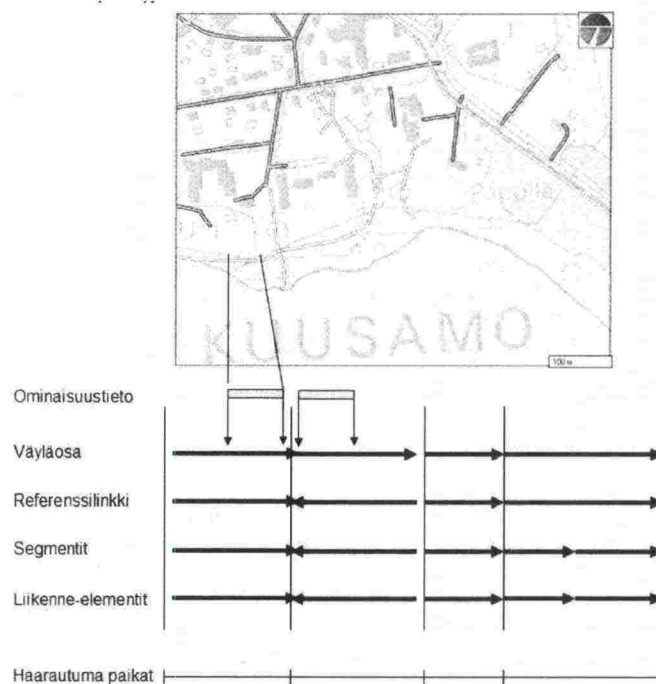 KUUSAMO
100 m
Ominaisuustieto
Väyläosa
Referenssilinkki
Segmentit
Liikenne-elementit
Haarautuma paikat